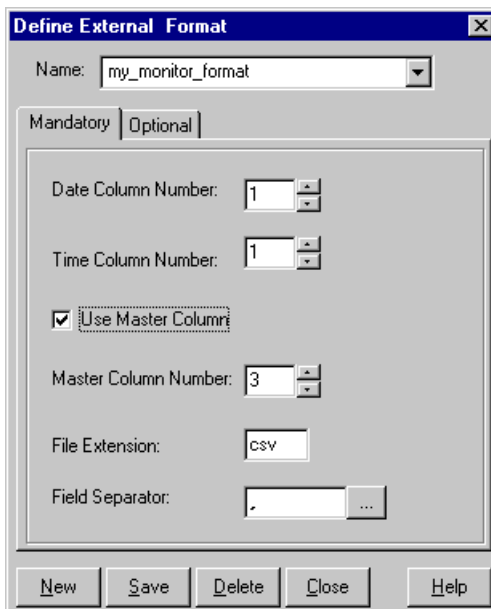 Define External Format
Name: my_monitor_format
Mandatory Optional
Date Column Number: 1
Time Column Number: 1
Use Master Column
Master Column Number: 3
File Extension: csv
Field Separator: , ...
New Save Delete Close Help